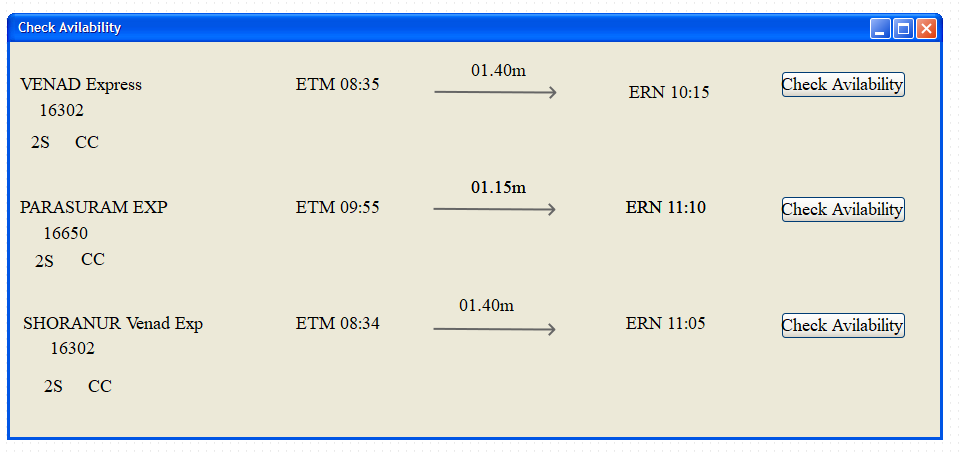 Check Avilability
VENAD Express
16302
2S CC
ETM 08:35
01.40m
ERN 10:15
Check Avilability
PARASURAM EXP
16650
2S CC
ETM 09:55
01.15m
ERN 11:10
Check Avilability
SHORANUR Venad Exp
16302
2S CC
ETM 08:34
01.40m
ERN 11:05
Check Avilability